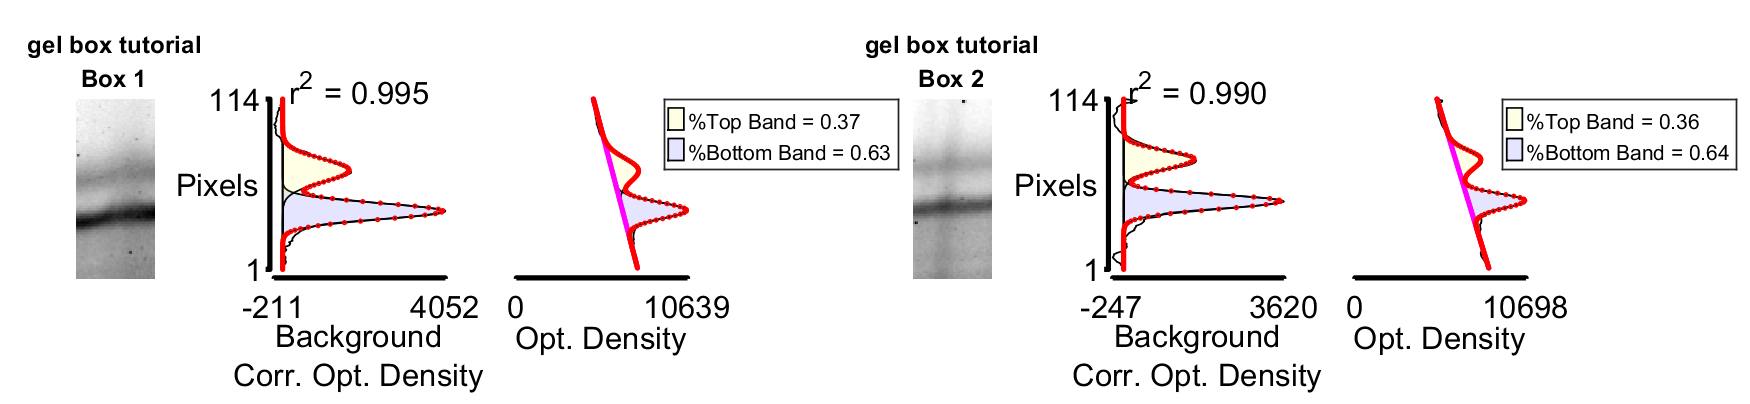 gel box tutorial
Box 1
r2 = 0.995
114
Pixels
1
-211 4052
Background
Corr. Opt. Density
0 10639
Opt. Density
%Top Band = 0.37
%Bottom Band = 0.63
gel box tutorial
Box 2
r2 = 0.990
114
Pixels
1
-247 3620
Background
Corr. Opt. Density
0 10698
Opt. Density
%Top Band = 0.36
%Bottom Band = 0.64